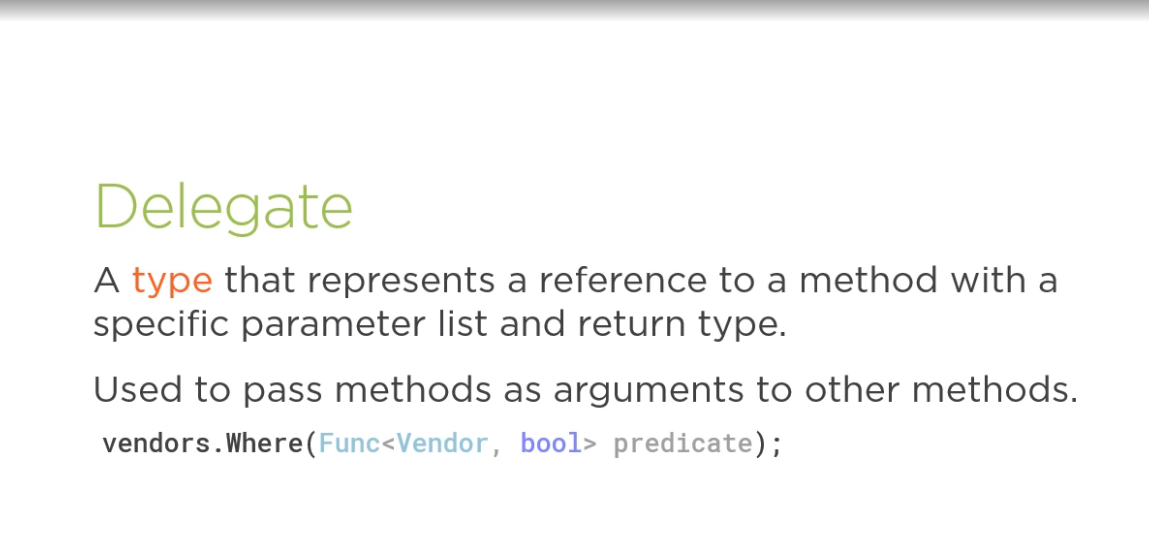 Delegate
A type that represents a reference to a method with a
specific parameter list and return type.
Used to pass methods as arguments to other methods.
vendors.Where(Func<Vendor, bool> predicate);